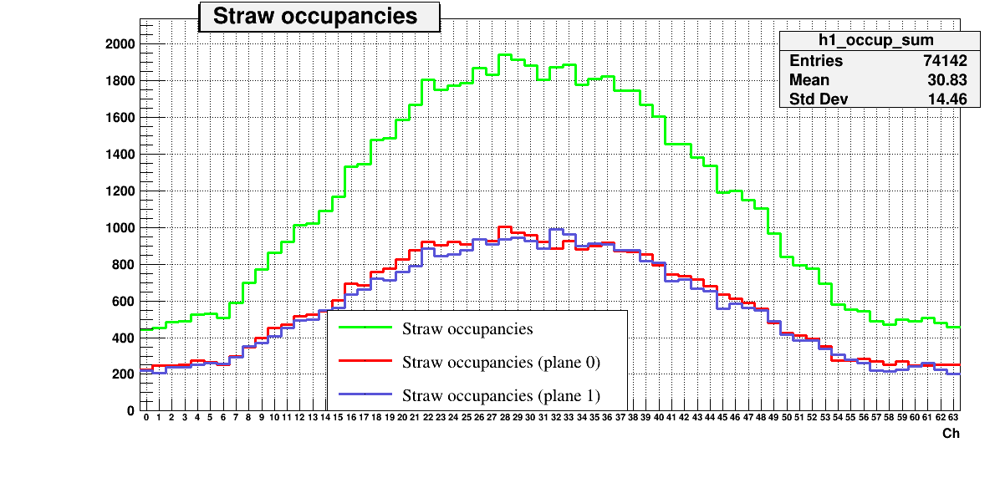 Straw occupancies
h1_occup_sum
Entries 74142
Mean 30.83
Std Dev 14.46
2000
1800
1600
1400
1200
1000
800
600
400
200
0
Straw occupancies
Straw occupancies (plane 0)
Straw occupancies (plane 1)
0 1 2 3 4 5 6 7 8 9 10 11 12 13 14 15 16 17 18 19 20 21 22 23 24 25 26 27 28 29 30 31 32 33 34 35 36 37 38 39 40 41 42 43 44 45 46 47 48 49 50 51 52 53 54 55 56 57 58 59 60 61 62 63
Ch